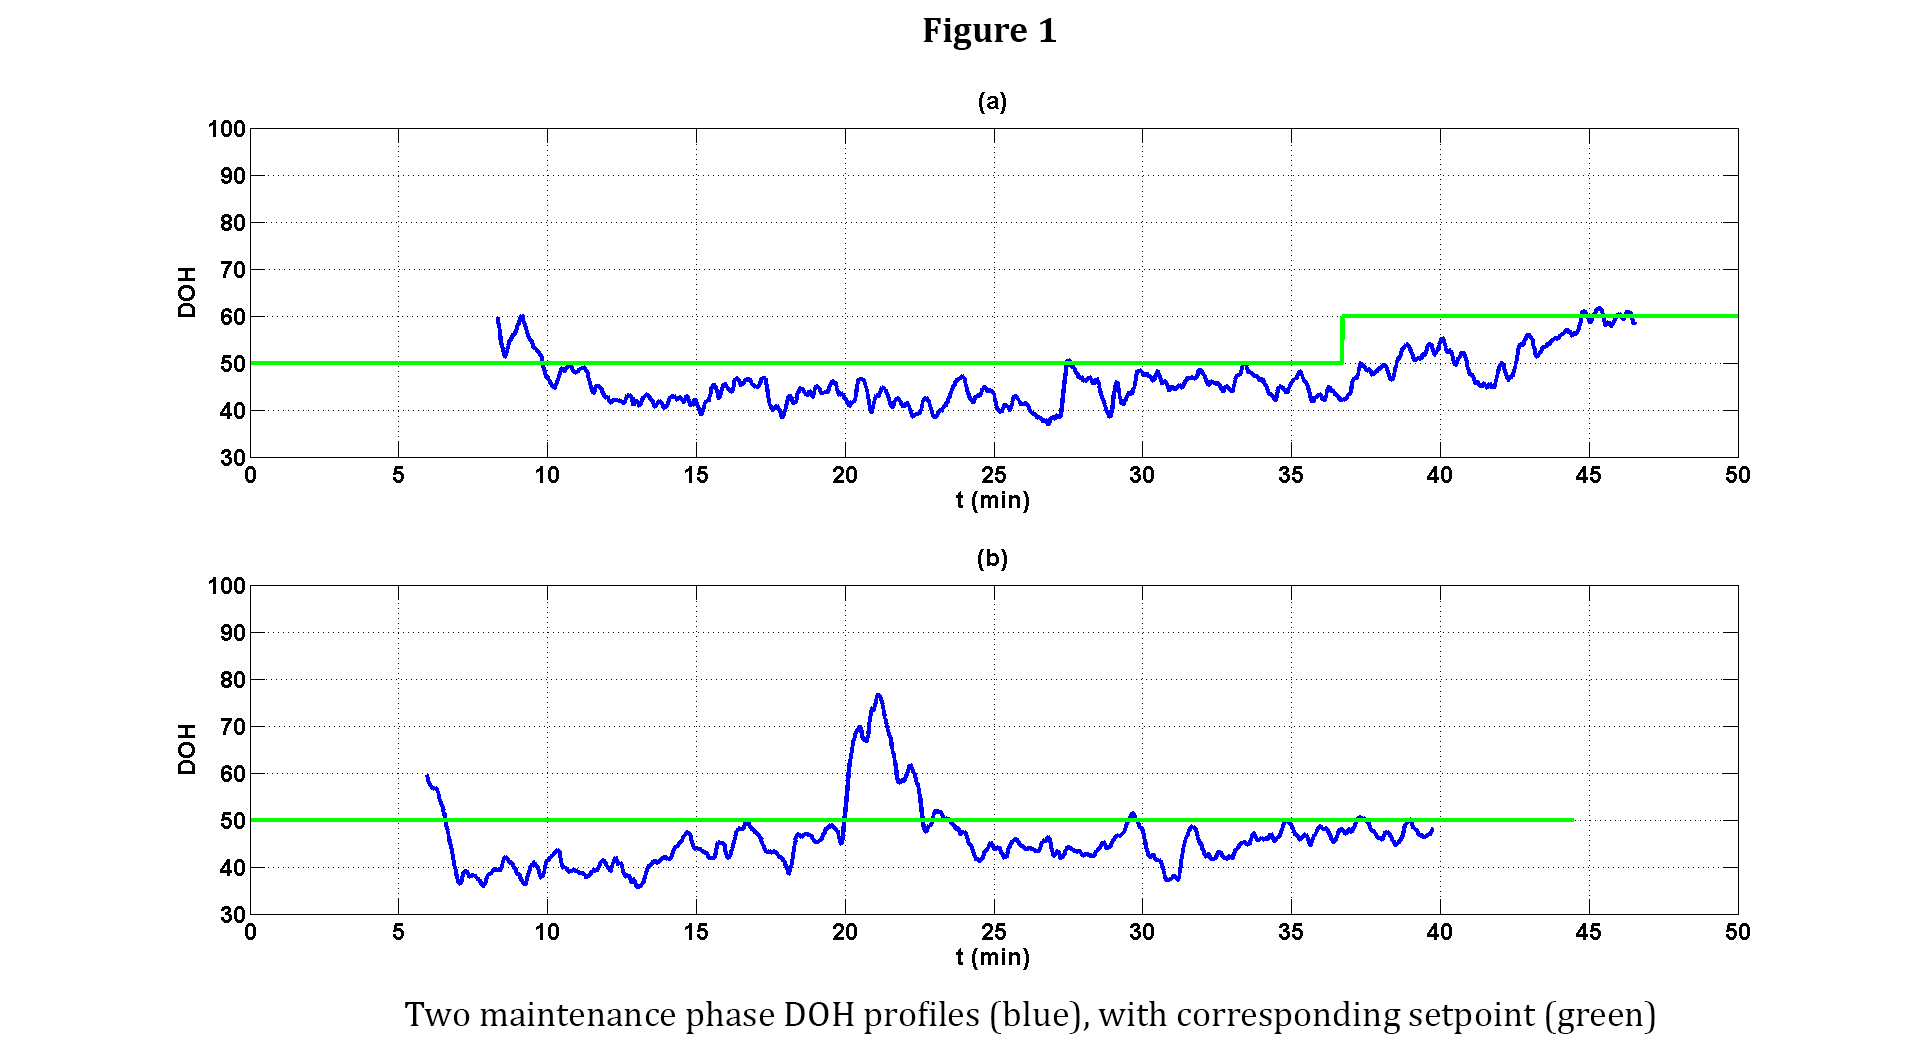 Figure 1
(a)
100
90
80
70
60
50
40
30
DOH
0 5 10 15 20 25 30 35 40 45 50
t (min)
(b)
100
90
80
70
60
50
40
30
DOH
0 5 10 15 20 25 30 35 40 45 50
t (min)
Two maintenance phase DOH profiles (blue), with corresponding setpoint (green)